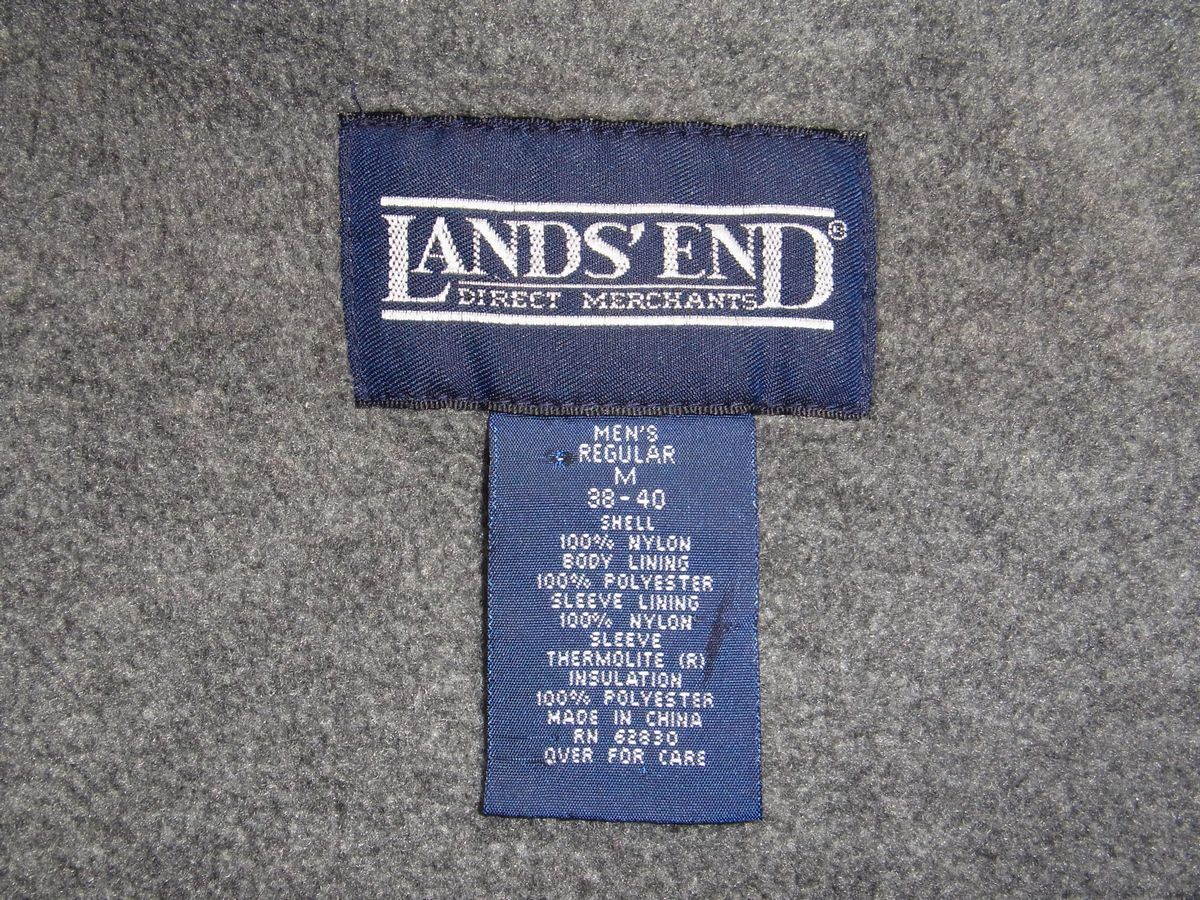 LANDS' END®
DIRECT MERCHANTS
MEN'S
REGULAR
M
38-40
SHELL
100% NYLON
BODY LINING
100% POLYESTER
SLEEVE LINING
100% NYLON
SLEEVE
THERMOLITE (R)
INSULATION
100% POLYESTER
MADE IN CHINA
RN 62830
OVER FOR CARE